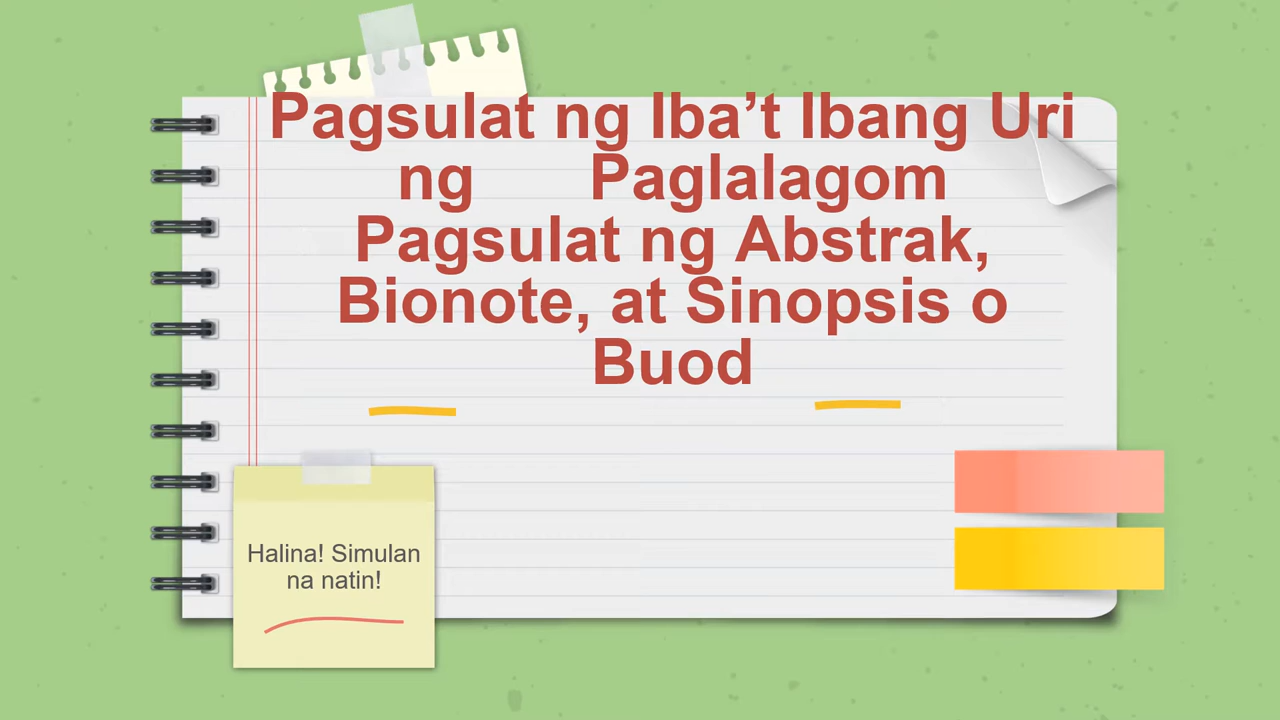 Pagsulat ng Iba’t Ibang Uri
ng Paglalagom
Pagsulat ng Abstrak,
Bionote, at Sinopsis o
Buod
Halina! Simulan
na natin!